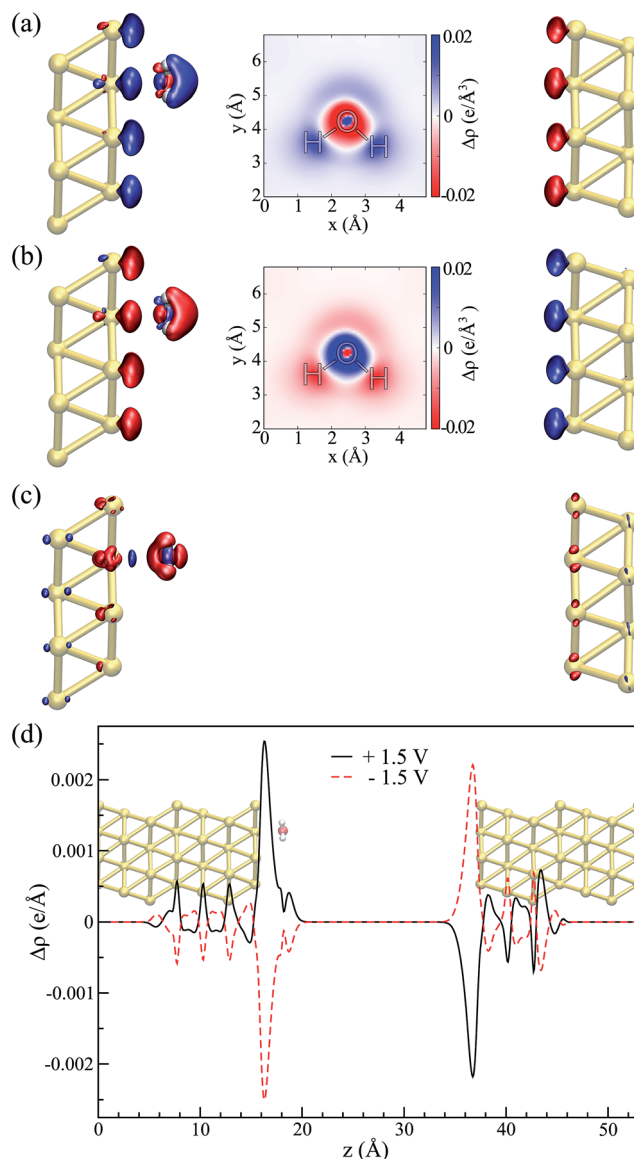 (a)
y (Å)
6
5
4
3
2
0 1 2 3 4
x (Å)
O
H H
0.02
-0.02
Δρ (e/Å³)
(b)
y (Å)
6
5
4
3
2
0 1 2 3 4
x (Å)
O
H H
0.02
-0.02
Δρ (e/Å³)
(c)
(d)
+ 1.5 V
- 1.5 V
Δρ (e/Å)
0.002
0.001
0
-0.001
-0.002
0 10 20 30 40 50
z (Å)